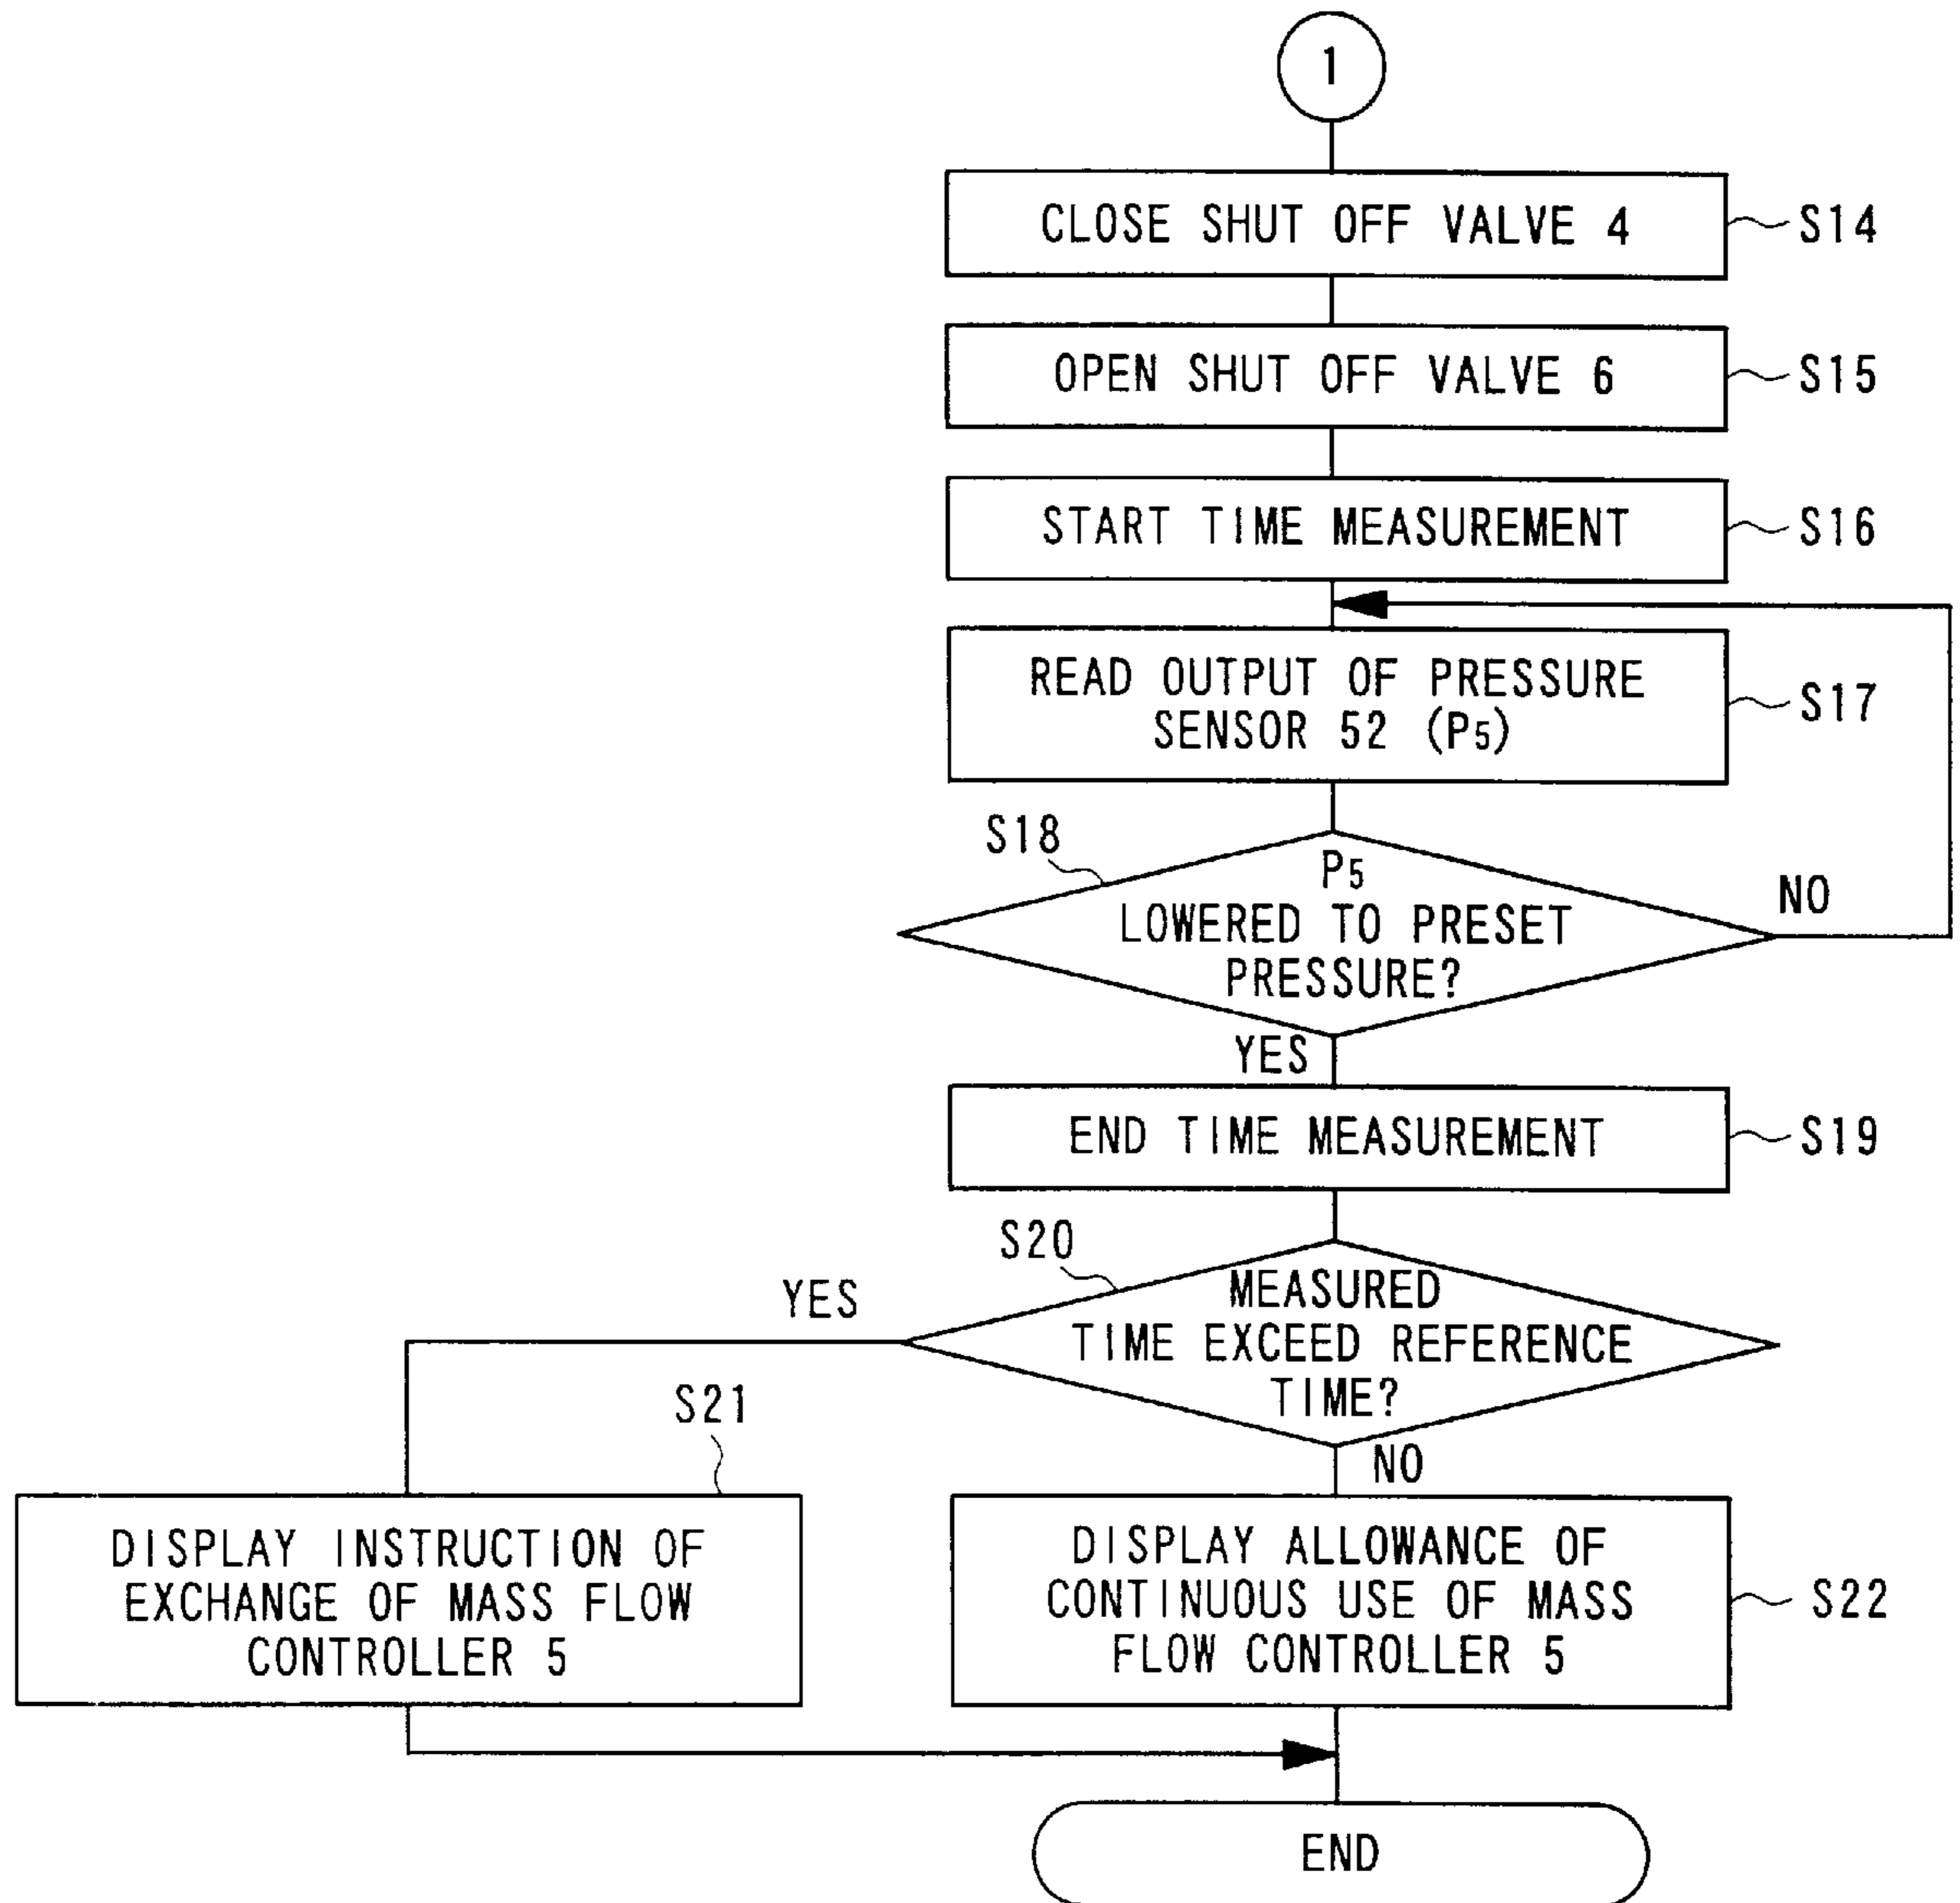 1
CLOSE SHUT OFF VALVE 4
S14
OPEN SHUT OFF VALVE 6
S15
START TIME MEASUREMENT
S16
READ OUTPUT OF PRESSURE
SENSOR 52 (P5)
S17
S18
P5
LOWERED TO PRESET
PRESSURE?
NO
YES
END TIME MEASUREMENT
S19
S20
MEASURED
TIME EXCEED REFERENCE
TIME?
YES
NO
S21
DISPLAY INSTRUCTION OF
EXCHANGE OF MASS FLOW
CONTROLLER 5
DISPLAY ALLOWANCE OF
CONTINUOUS USE OF MASS
FLOW CONTROLLER 5
S22
END